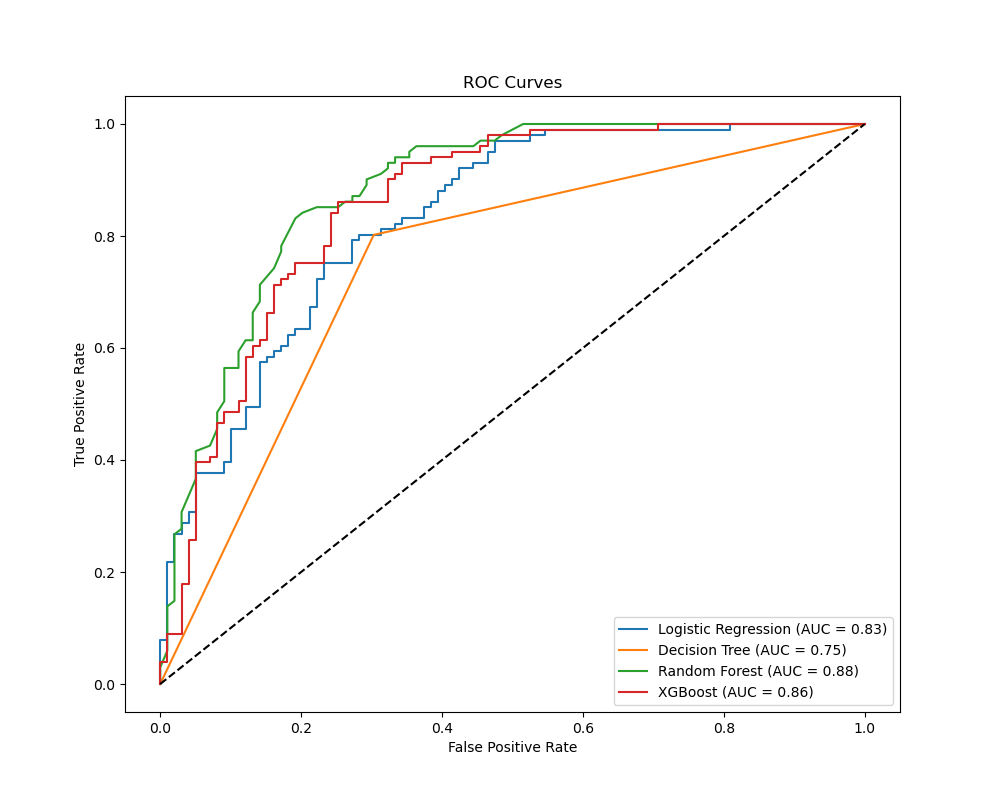 ROC Curves
True Positive Rate
1.0
0.8
0.6
0.4
0.2
0.0
0.0 0.2 0.4 0.6 0.8 1.0
False Positive Rate
Logistic Regression (AUC = 0.83)
Decision Tree (AUC = 0.75)
Random Forest (AUC = 0.88)
XGBoost (AUC = 0.86)